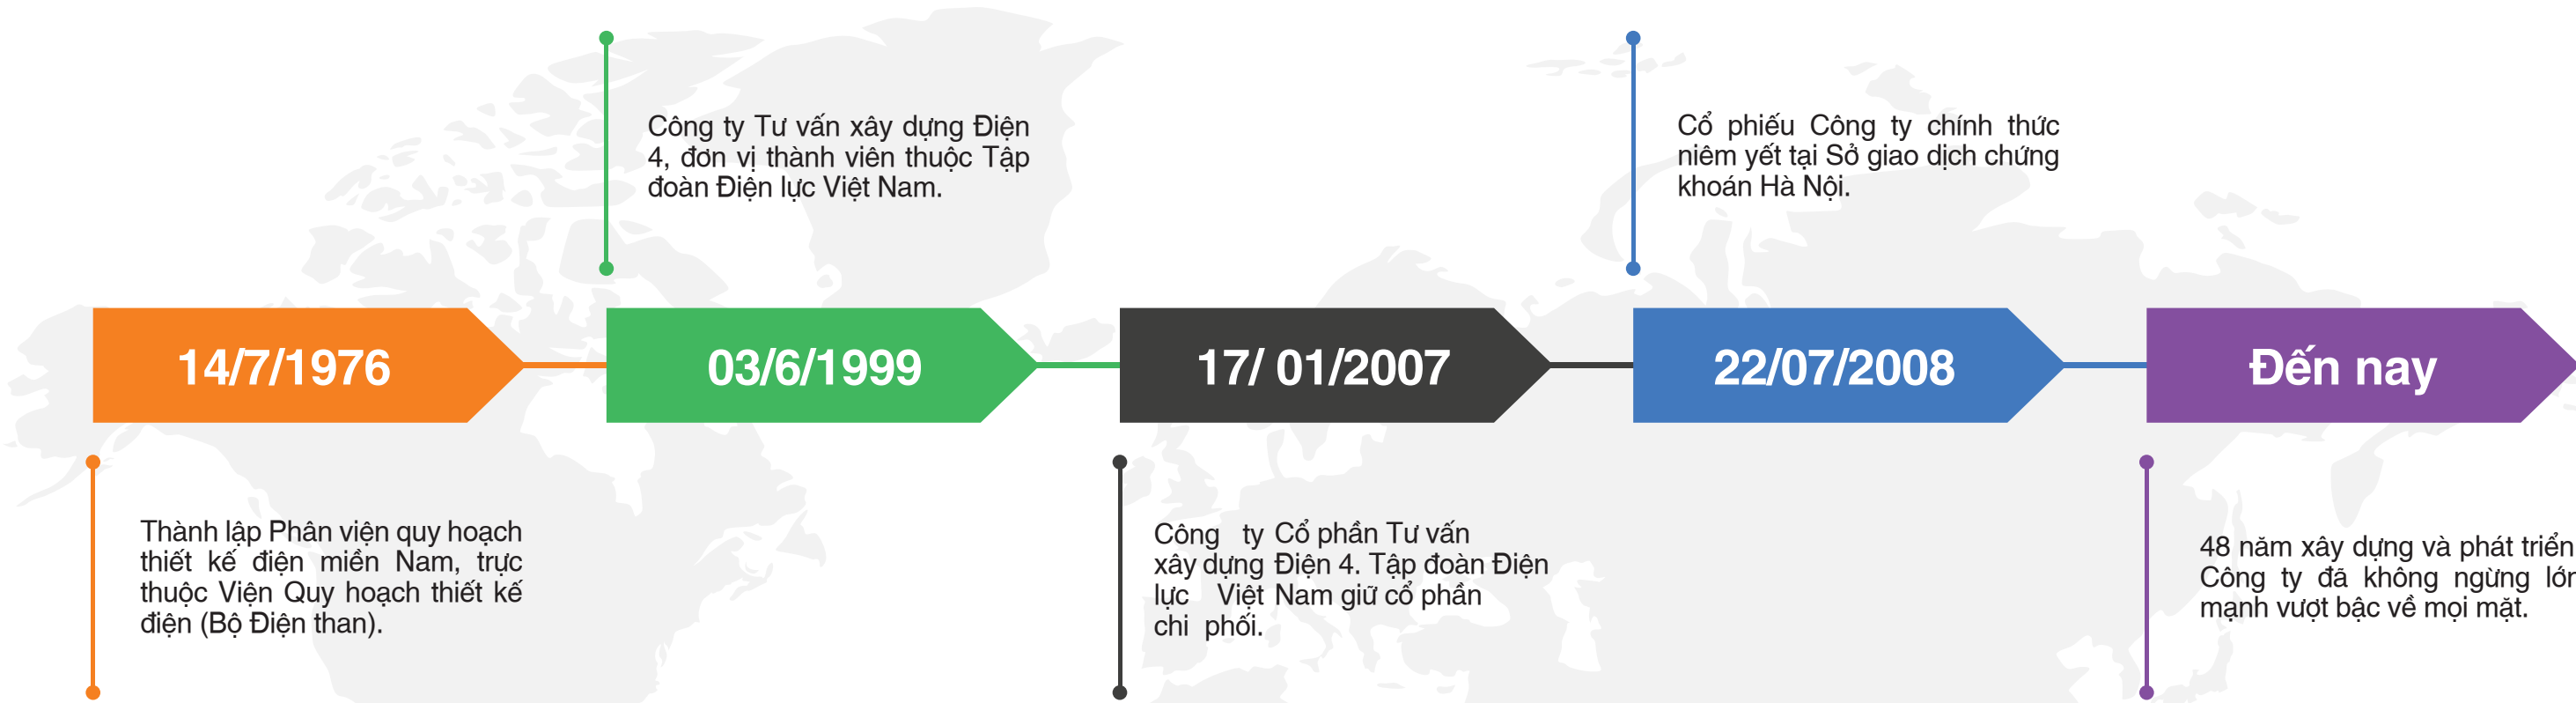 Công ty Tư vấn xây dựng Điện
4, đơn vị thành viên thuộc Tập
đoàn Điện lực Việt Nam.
Cổ phiếu Công ty chính thức
niêm yết tại Sở giao dịch chứng
khoán Hà Nội.
14/7/1976
03/6/1999
17/ 01/2007
22/07/2008
Đến nay
Thành lập Phân viện quy hoạch
thiết kế điện miền Nam, trực
thuộc Viện Quy hoạch thiết kế
điện (Bộ Điện than).
Công ty Cổ phần Tư vấn
xây dựng Điện 4. Tập đoàn Điện
lực Việt Nam giữ cổ phần
chi phối.
48 năm xây dựng và phát triển
Công ty đã không ngừng lớn
mạnh vượt bậc về mọi mặt.